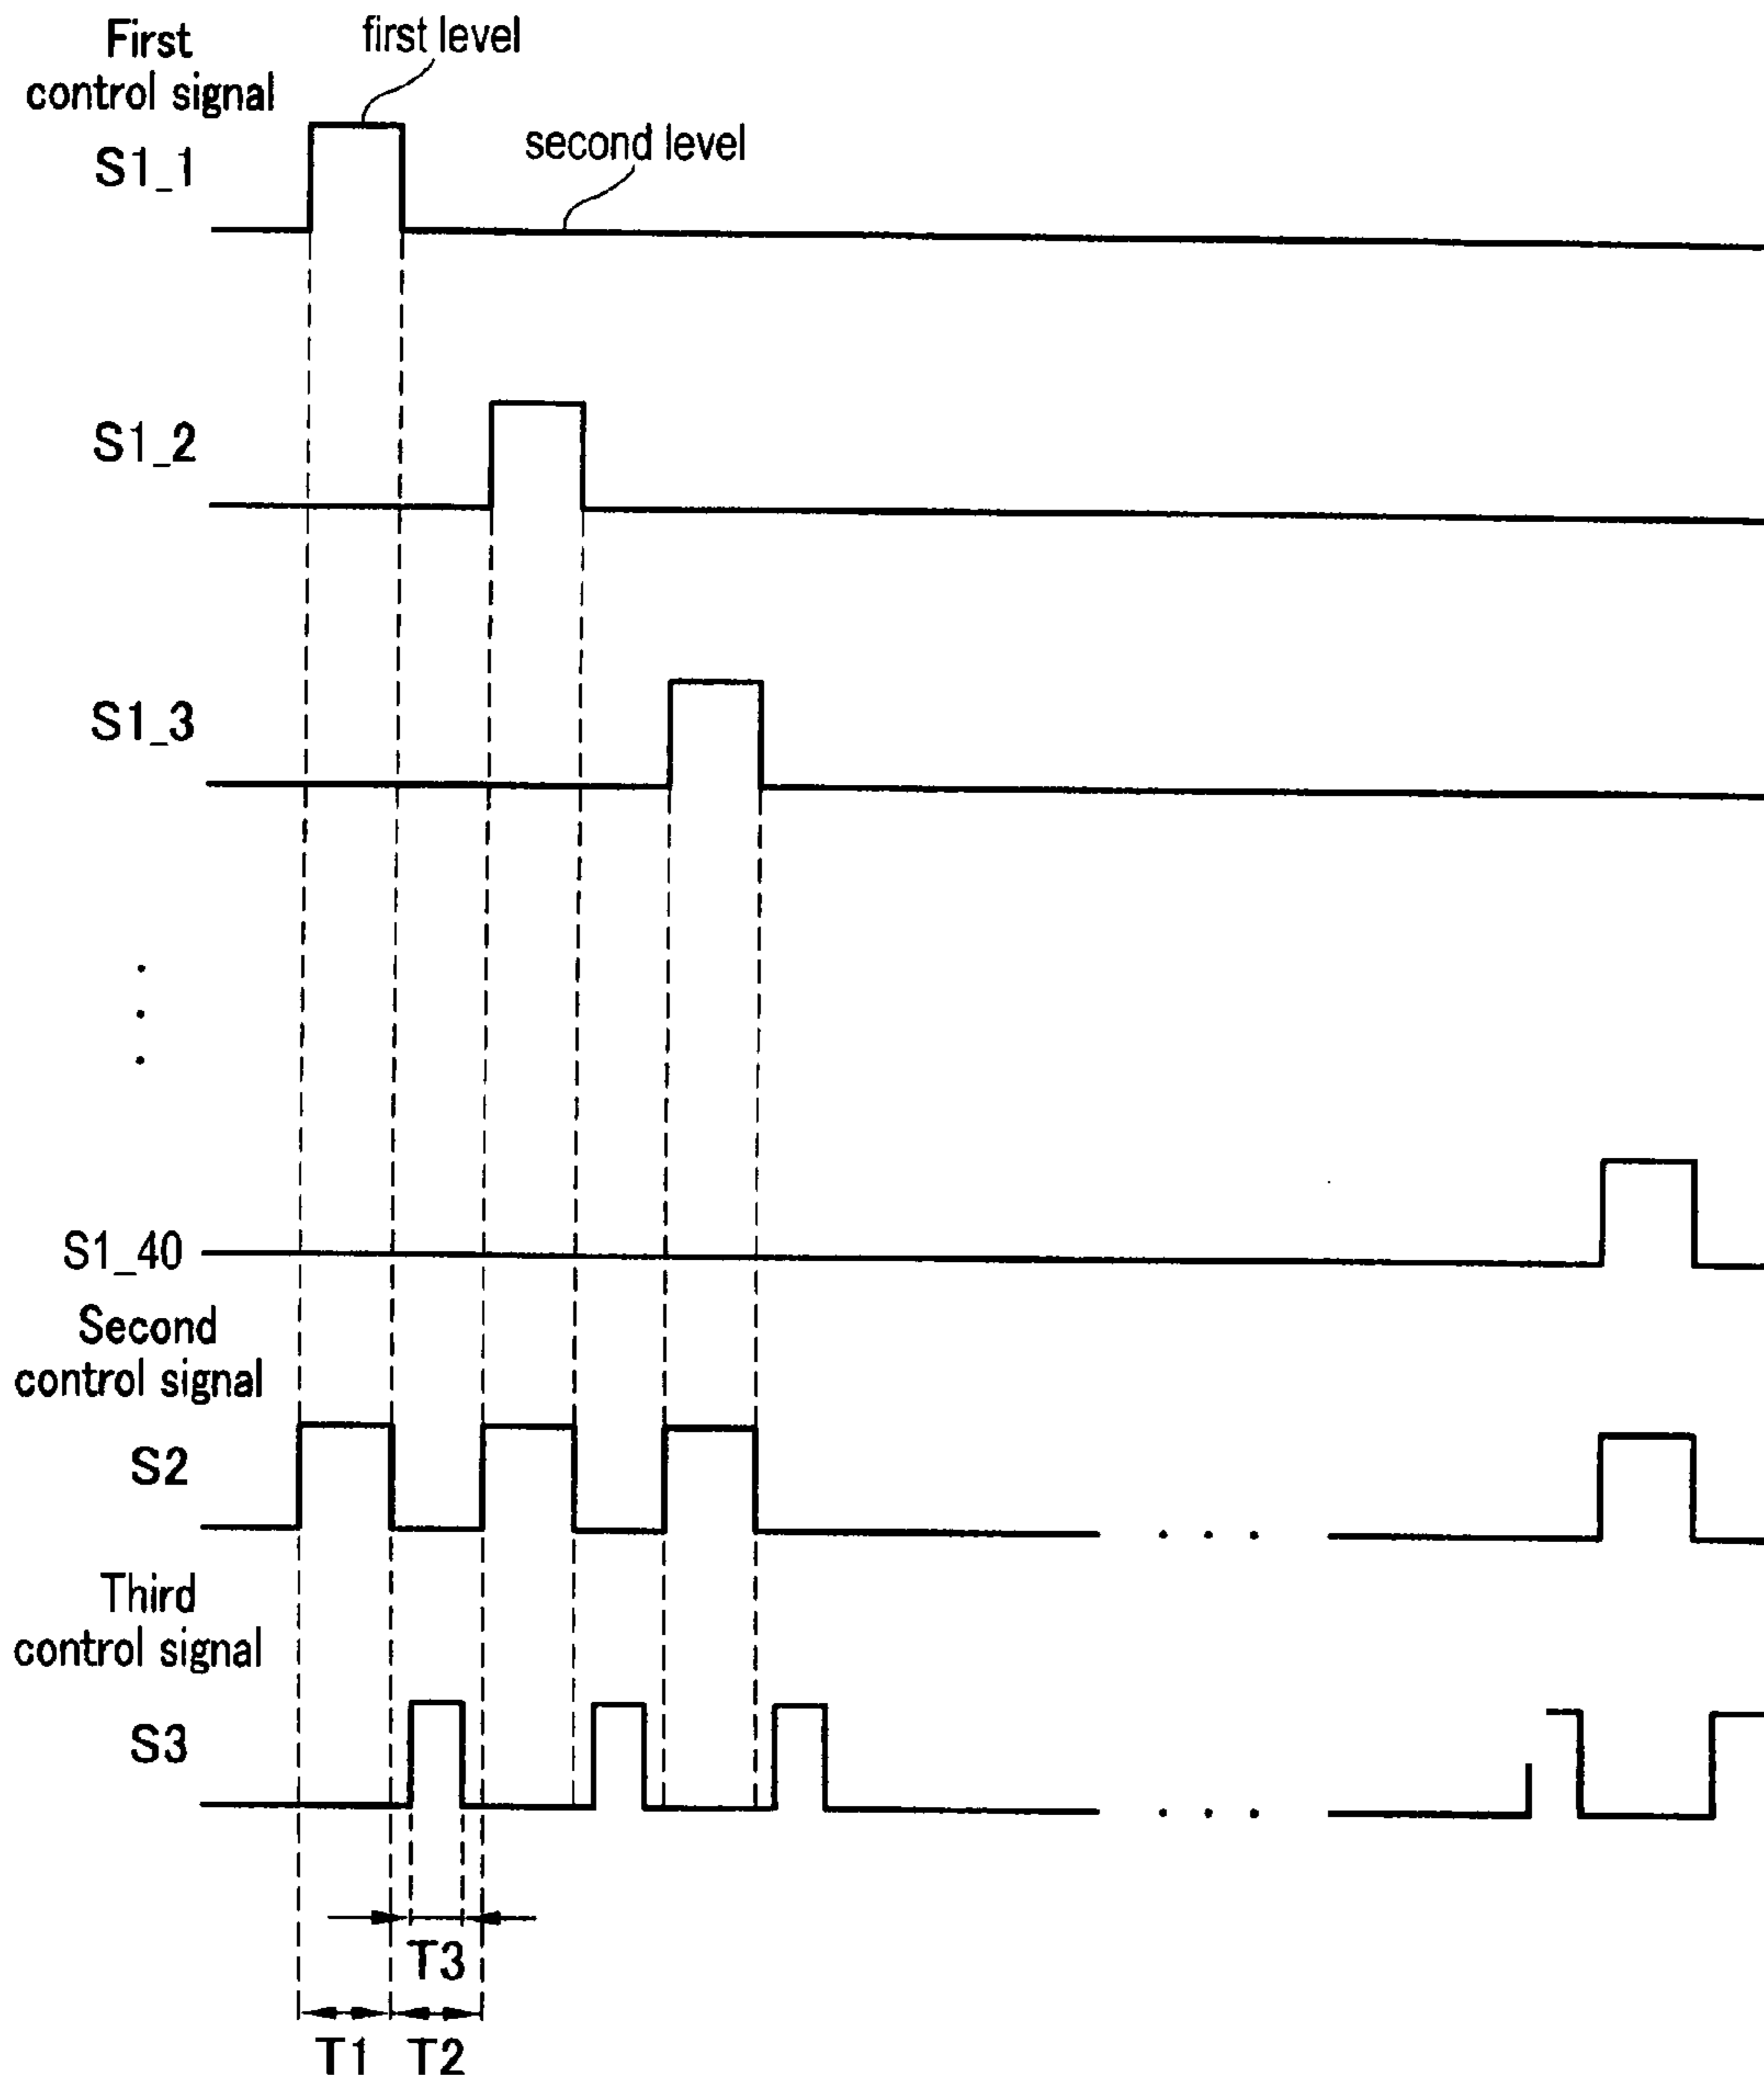 First
control signal
first level
S1_1
second level
S1_2
S1_3
S1_40
Second
control signal
S2
Third
control signal
S3
T3
T1 T2